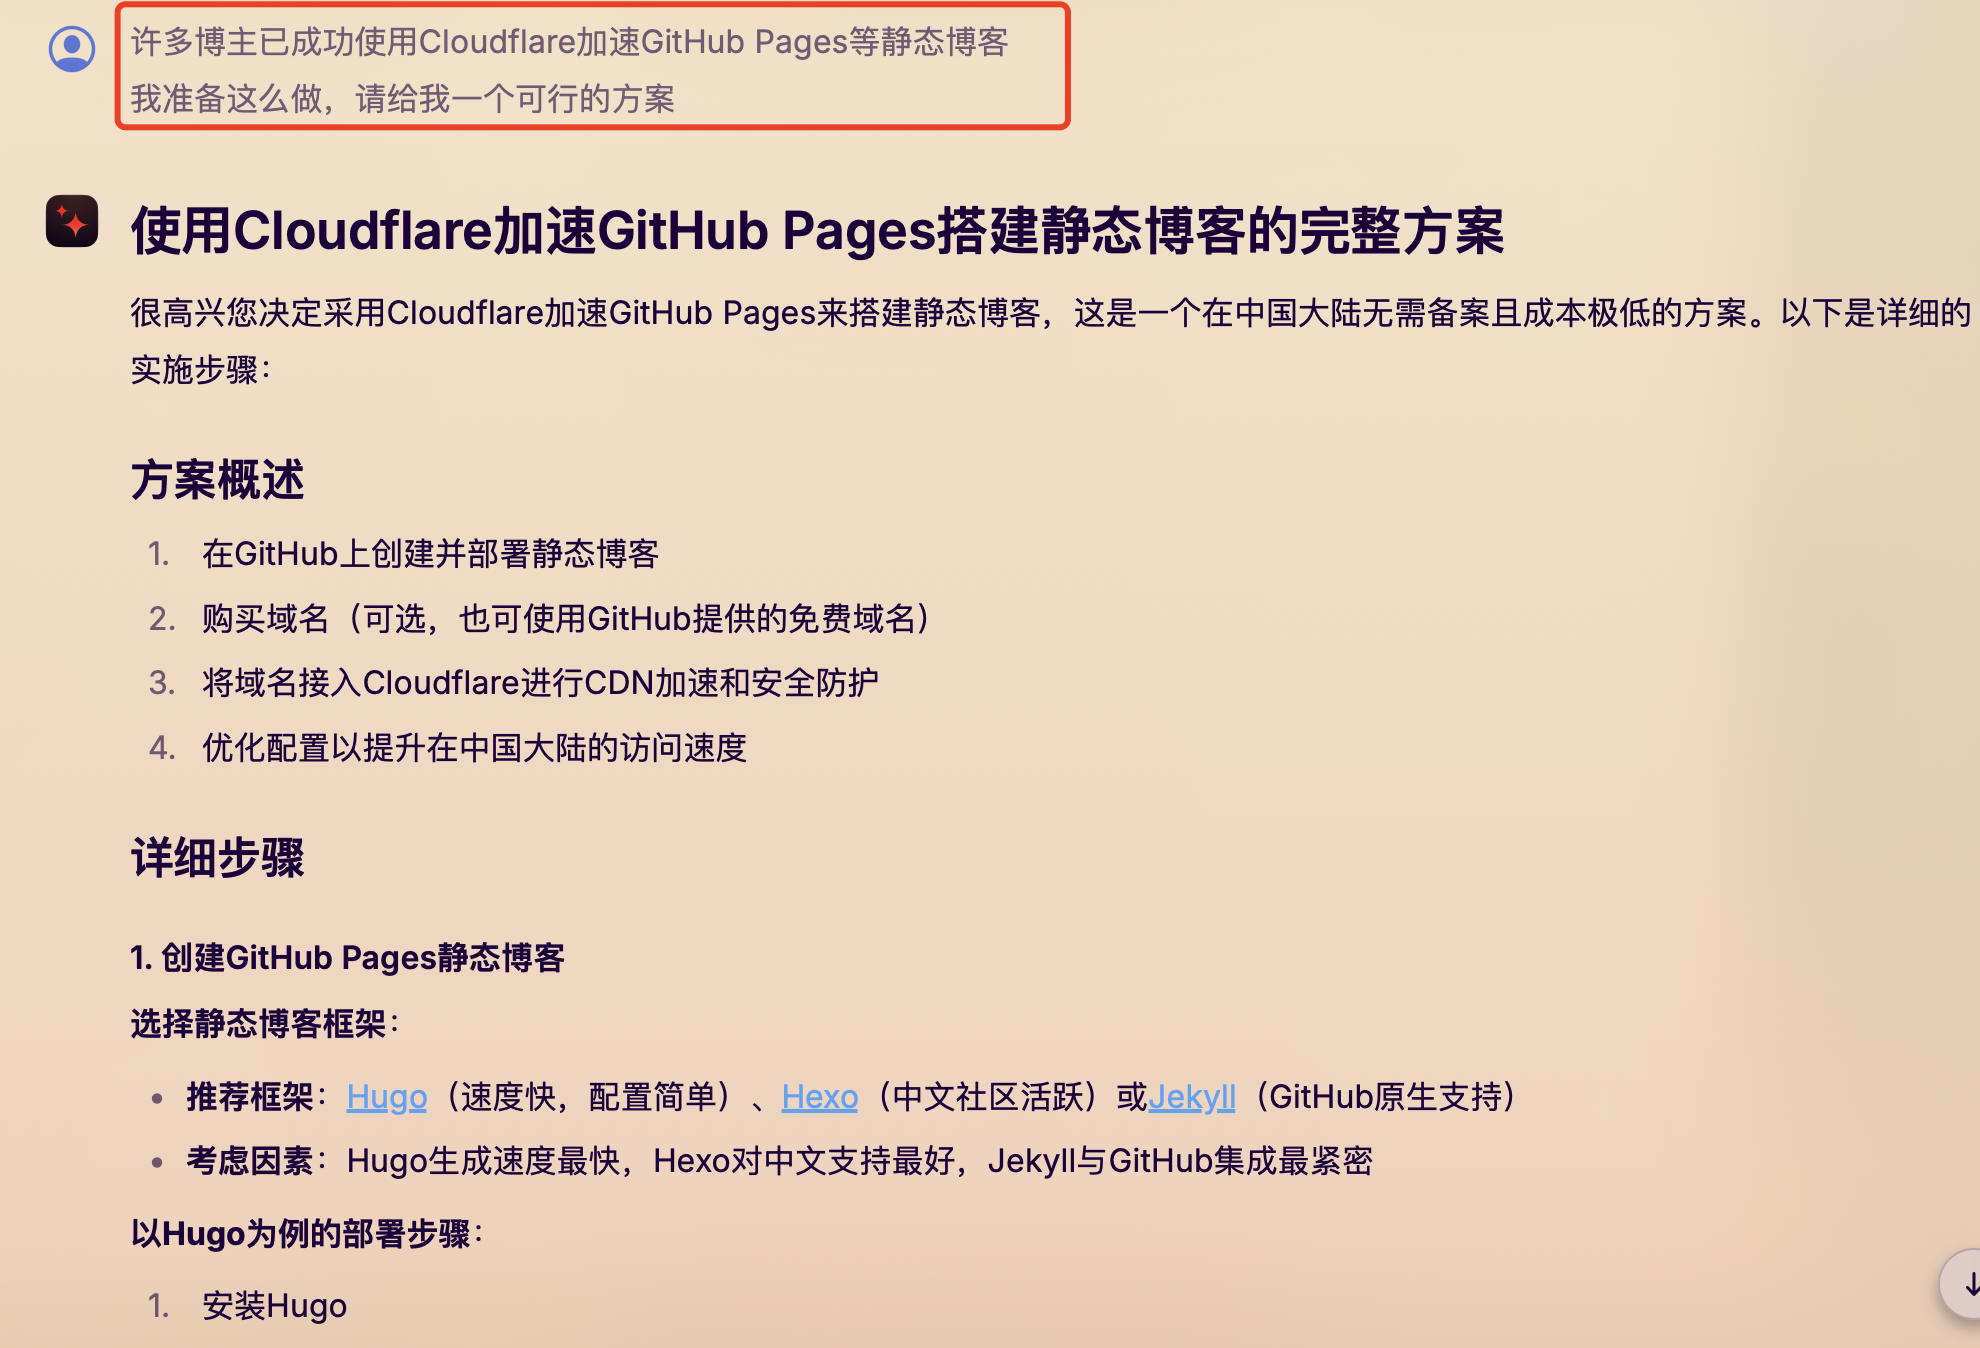 许多博主已成功使用Cloudflare加速GitHub Pages等静态博客
我准备这么做，请给我一个可行的方案
使用Cloudflare加速GitHub Pages搭建静态博客的完整方案
很高兴您决定采用Cloudflare加速GitHub Pages来搭建静态博客，这是一个在中国大陆无需备案且成本极低的方案。以下是详细的
实施步骤：
方案概述
1. 在GitHub上创建并部署静态博客
2. 购买域名（可选，也可使用GitHub提供的免费域名）
3. 将域名接入Cloudflare进行CDN加速和安全防护
4. 优化配置以提升在中国大陆的访问速度
详细步骤
1. 创建GitHub Pages静态博客
选择静态博客框架：
• 推荐框架：Hugo（速度快，配置简单）、Hexo（中文社区活跃）或Jekyll（GitHub原生支持）
• 考虑因素：Hugo生成速度最快，Hexo对中文支持最好，Jekyll与GitHub集成最紧密
以Hugo为例的部署步骤：
1. 安装Hugo